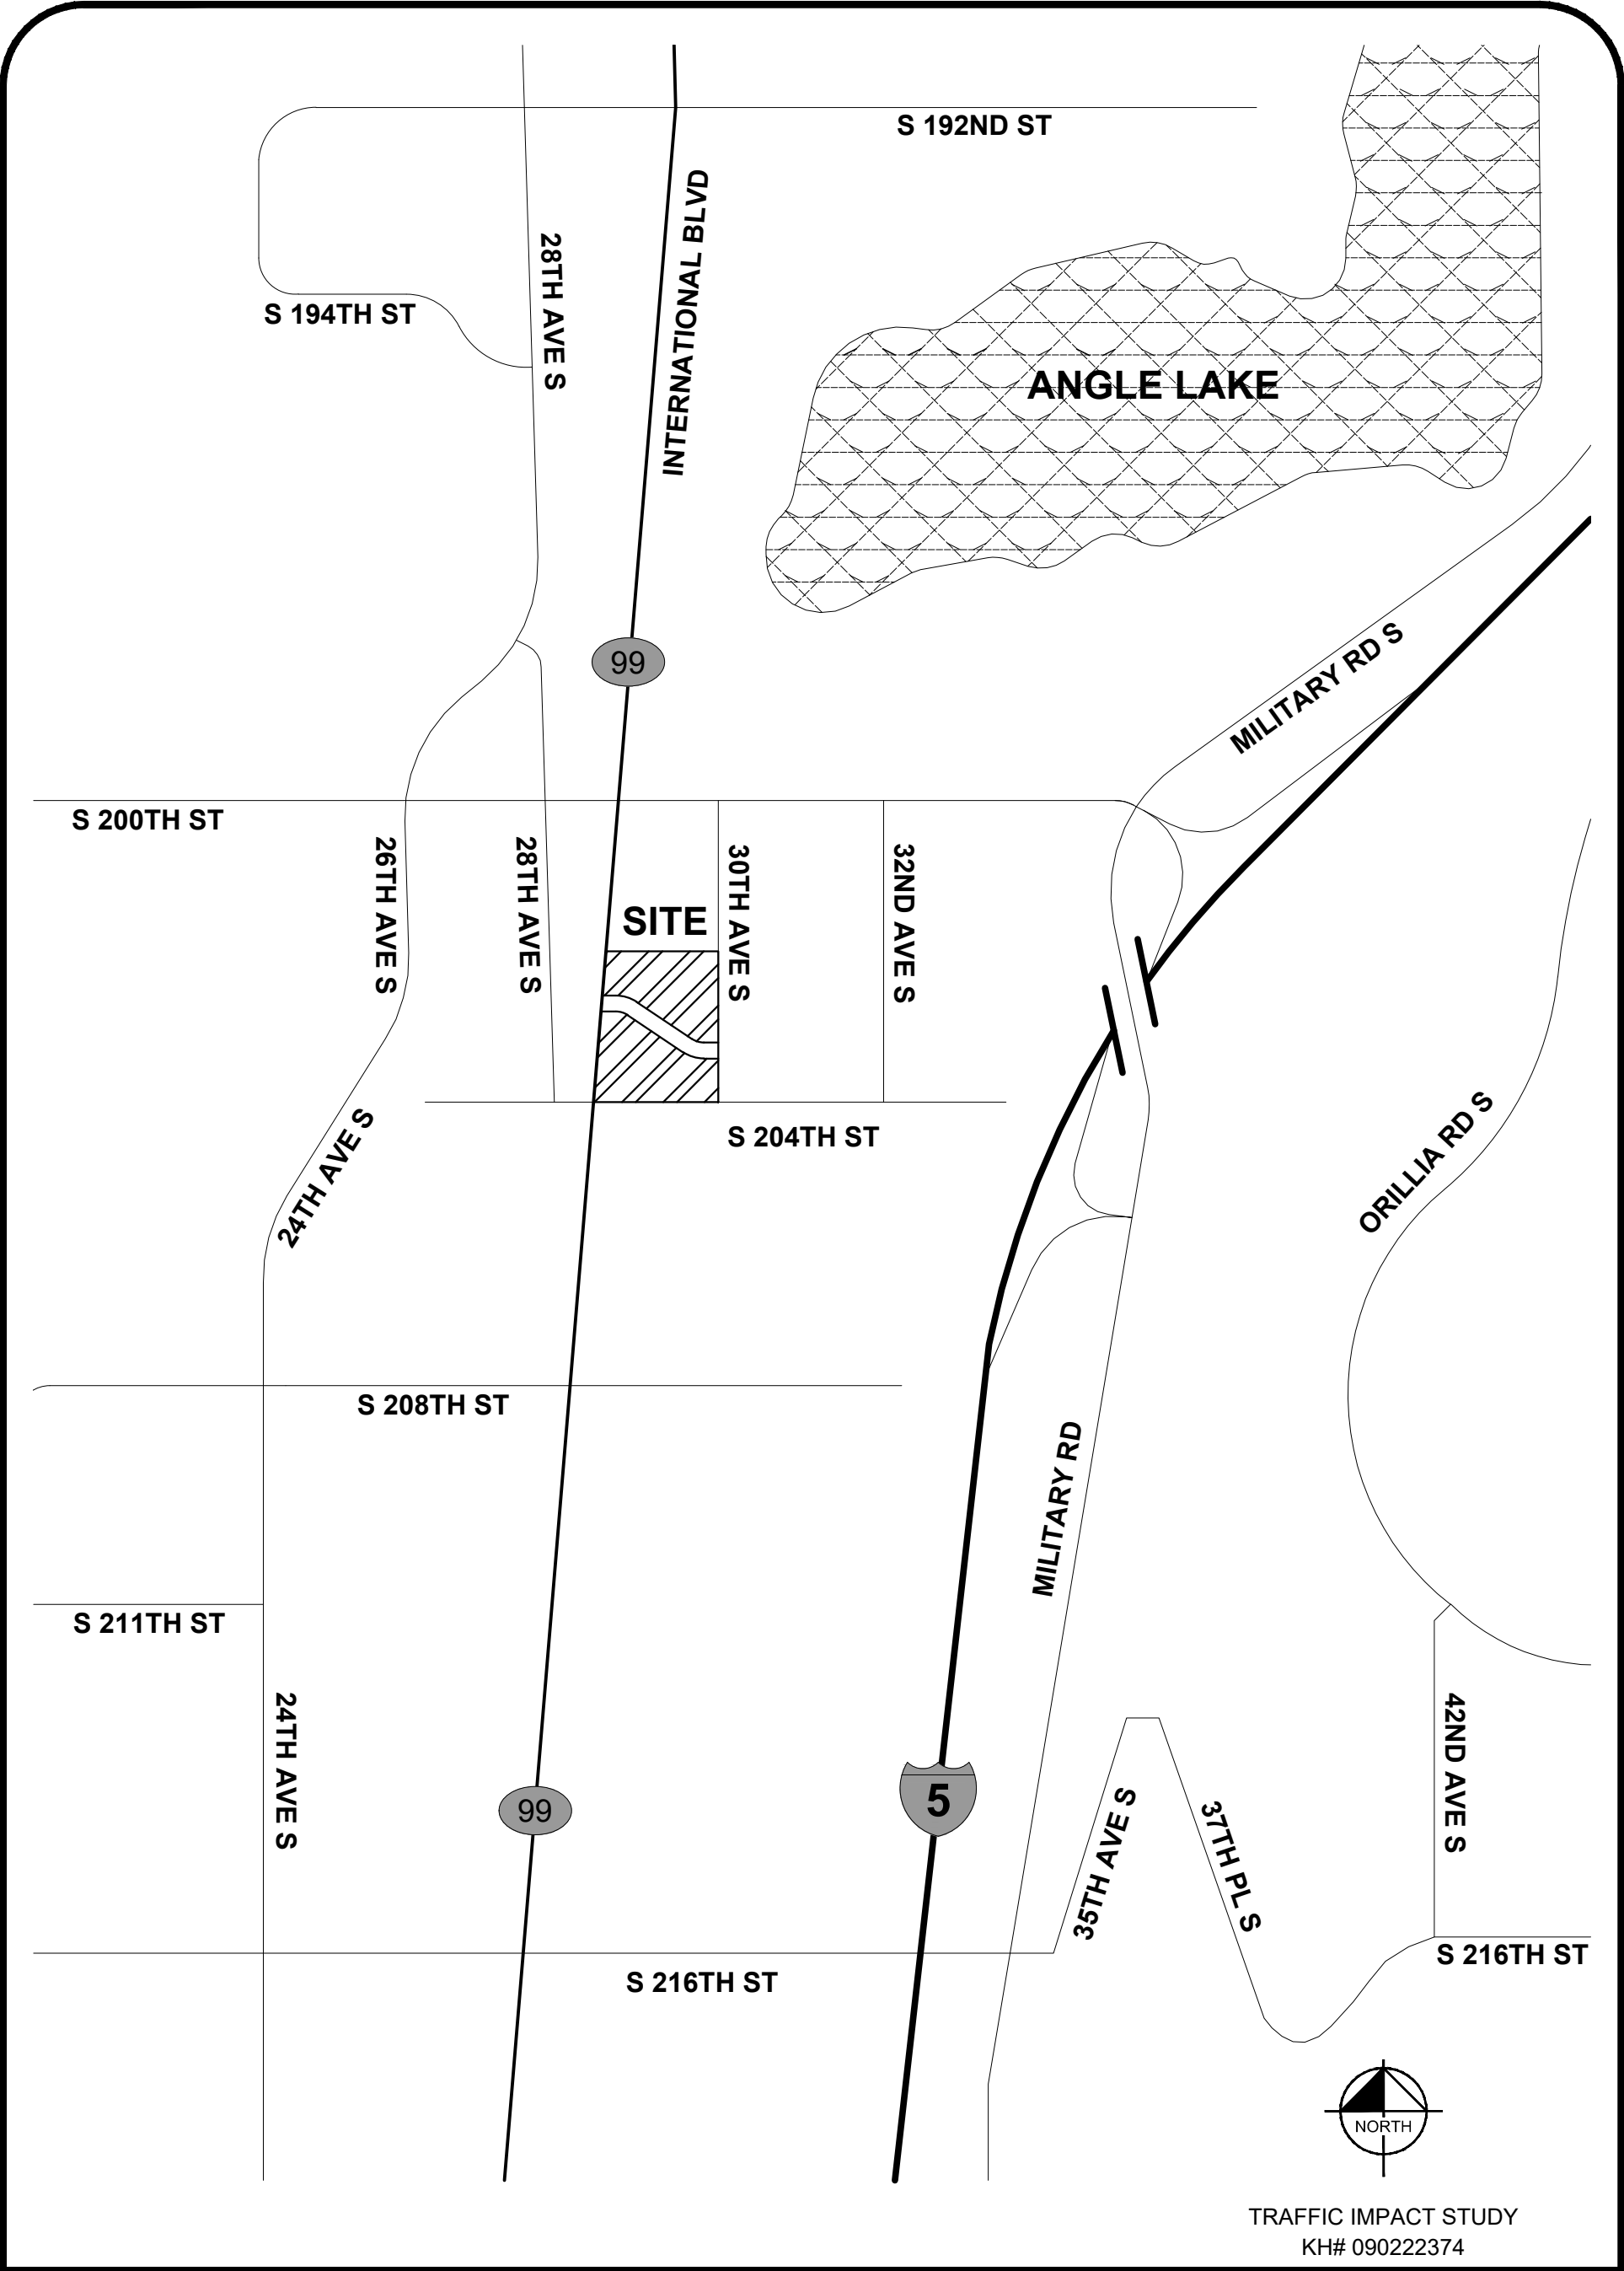 S 192ND ST
INTERNATIONAL BLVD
28TH AVE S
S 194TH ST
ANGLE LAKE
99
MILITARY RD S
S 200TH ST
26TH AVE S
28TH AVE S
30TH AVE S
32ND AVE S
SITE
24TH AVE S
S 204TH ST
ORILLIA RD S
S 208TH ST
MILITARY RD
S 211TH ST
24TH AVE S
42ND AVE S
99
5
35TH AVE S
37TH PL S
S 216TH ST
S 216TH ST
NORTH
TRAFFIC IMPACT STUDY
KH# 090222374